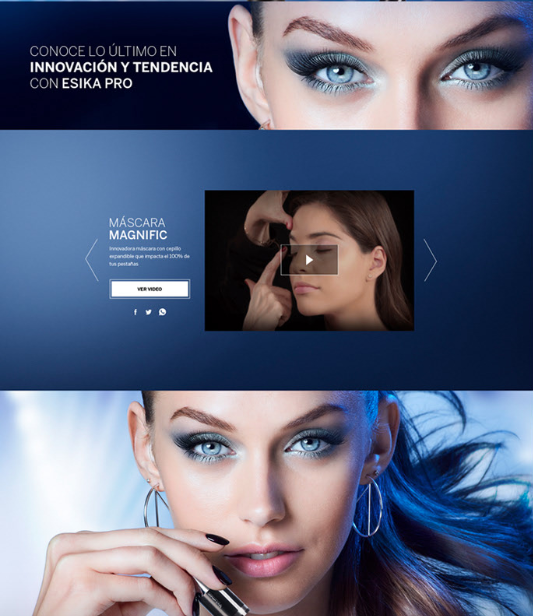 CONOCE LO ÚLTIMO EN
INNOVACIÓN Y TENDENCIA
CON ESIKA PRO
MÁSCARA
MAGNIFIC
Innovadora máscara con cepillo
expandible que impacta el 100% de
tus pestañas
VER VIDEO